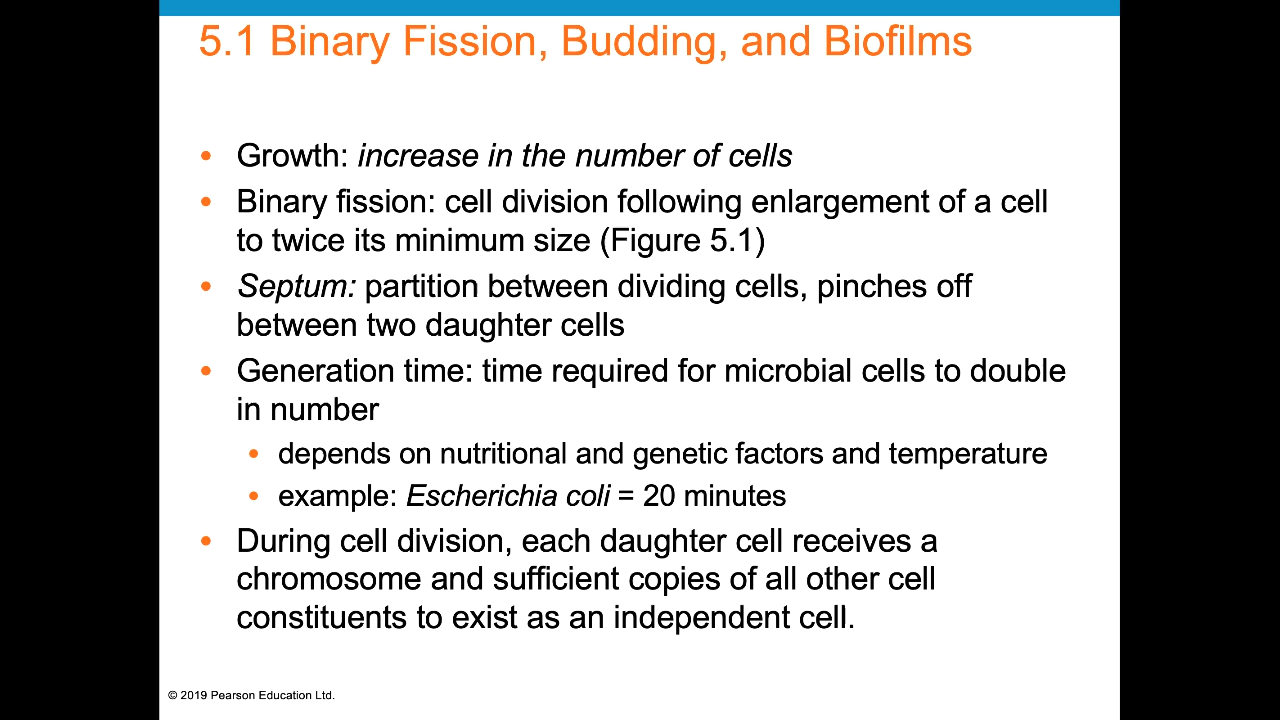 5.1 Binary Fission, Budding, and Biofilms
• Growth: increase in the number of cells
• Binary fission: cell division following enlargement of a cell
to twice its minimum size (Figure 5.1)
• Septum: partition between dividing cells, pinches off
between two daughter cells
• Generation time: time required for microbial cells to double
in number
• depends on nutritional and genetic factors and temperature
• example: Escherichia coli = 20 minutes
• During cell division, each daughter cell receives a
chromosome and sufficient copies of all other cell
constituents to exist as an independent cell.
© 2019 Pearson Education Ltd.